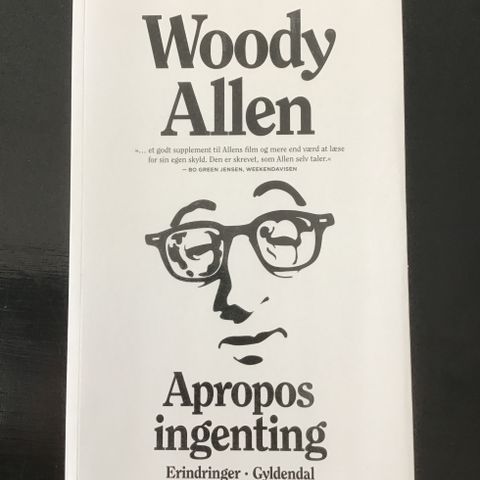 Woody
Allen
»... et godt supplement til Allens film og mere end værd at læse
for sin egen skyld. Den er skrevet, som Allen selv taler.«
— BO GREEN JENSEN, WEEKENDAVISEN
Apropos
ingenting
Erindringer · Gyldendal